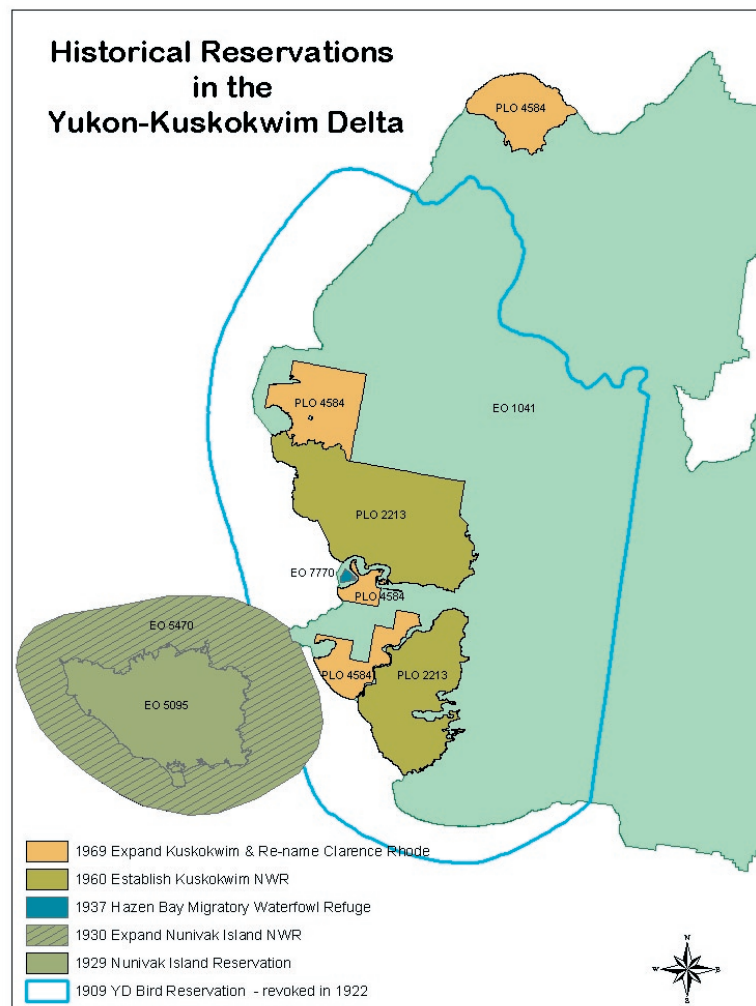 Historical Reservations
in the
Yukon-Kuskokwim Delta
PLO 4584
PLO 4584
EO 1041
PLO 2213
EO 7770
PLO 4584
EO 5470
PLO 4584
PLO 2213
EO 5095
1969 Expand Kuskokwim & Re-name Clarence Rhode
1960 Establish Kuskokwim NWR
1937 Hazen Bay Migratory Waterfowl Refuge
1930 Expand Nunivak Island NWR
1929 Nunivak Island Reservation
1909 YD Bird Reservation - revoked in 1922
N
W
E
S